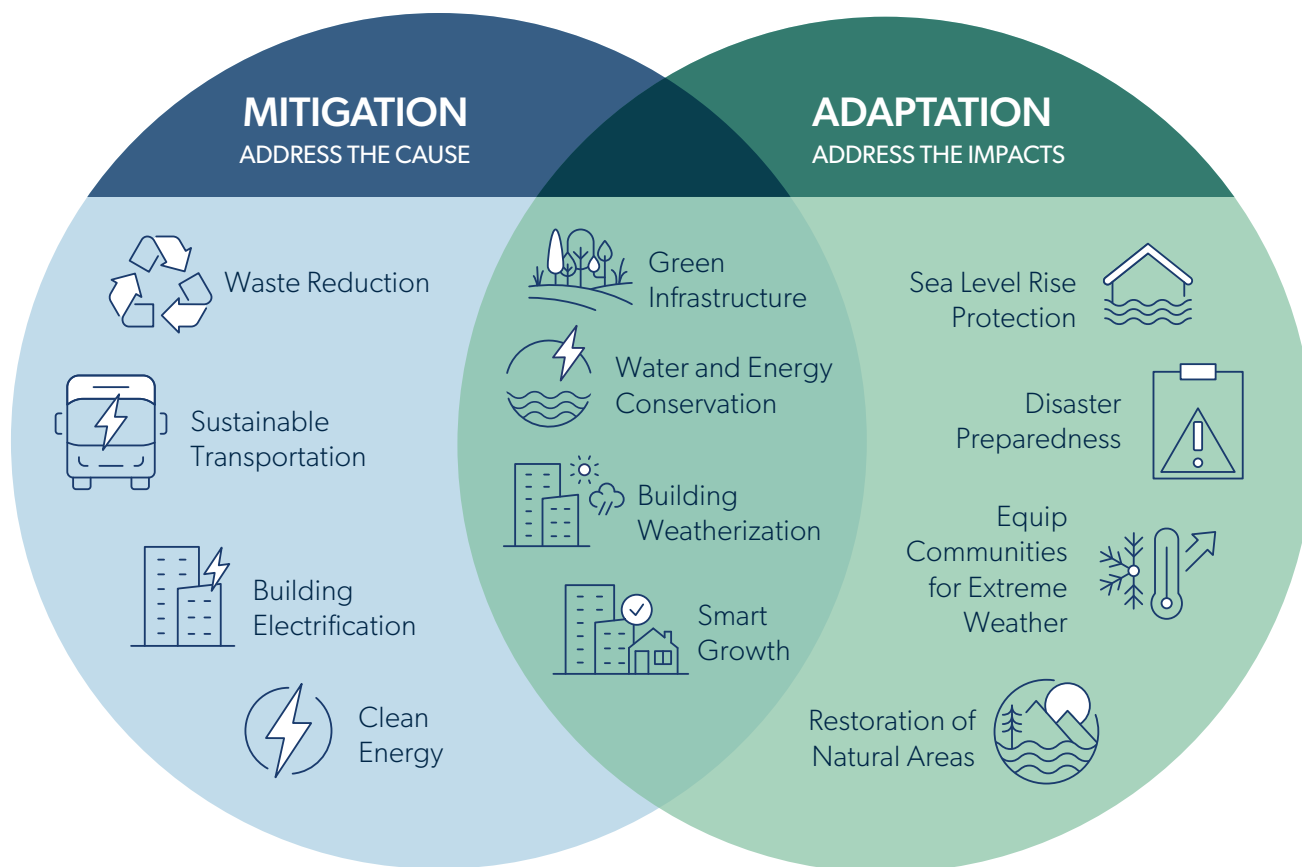 MITIGATION
ADDRESS THE CAUSE
Waste Reduction
Sustainable
Transportation
Building
Electrification
Clean
Energy
Green
Infrastructure
Water and Energy
Conservation
Building
Weatherization
Smart
Growth
ADAPTATION
ADDRESS THE IMPACTS
Sea Level Rise
Protection
Disaster
Preparedness
Equip
Communities
for Extreme
Weather
Restoration of
Natural Areas